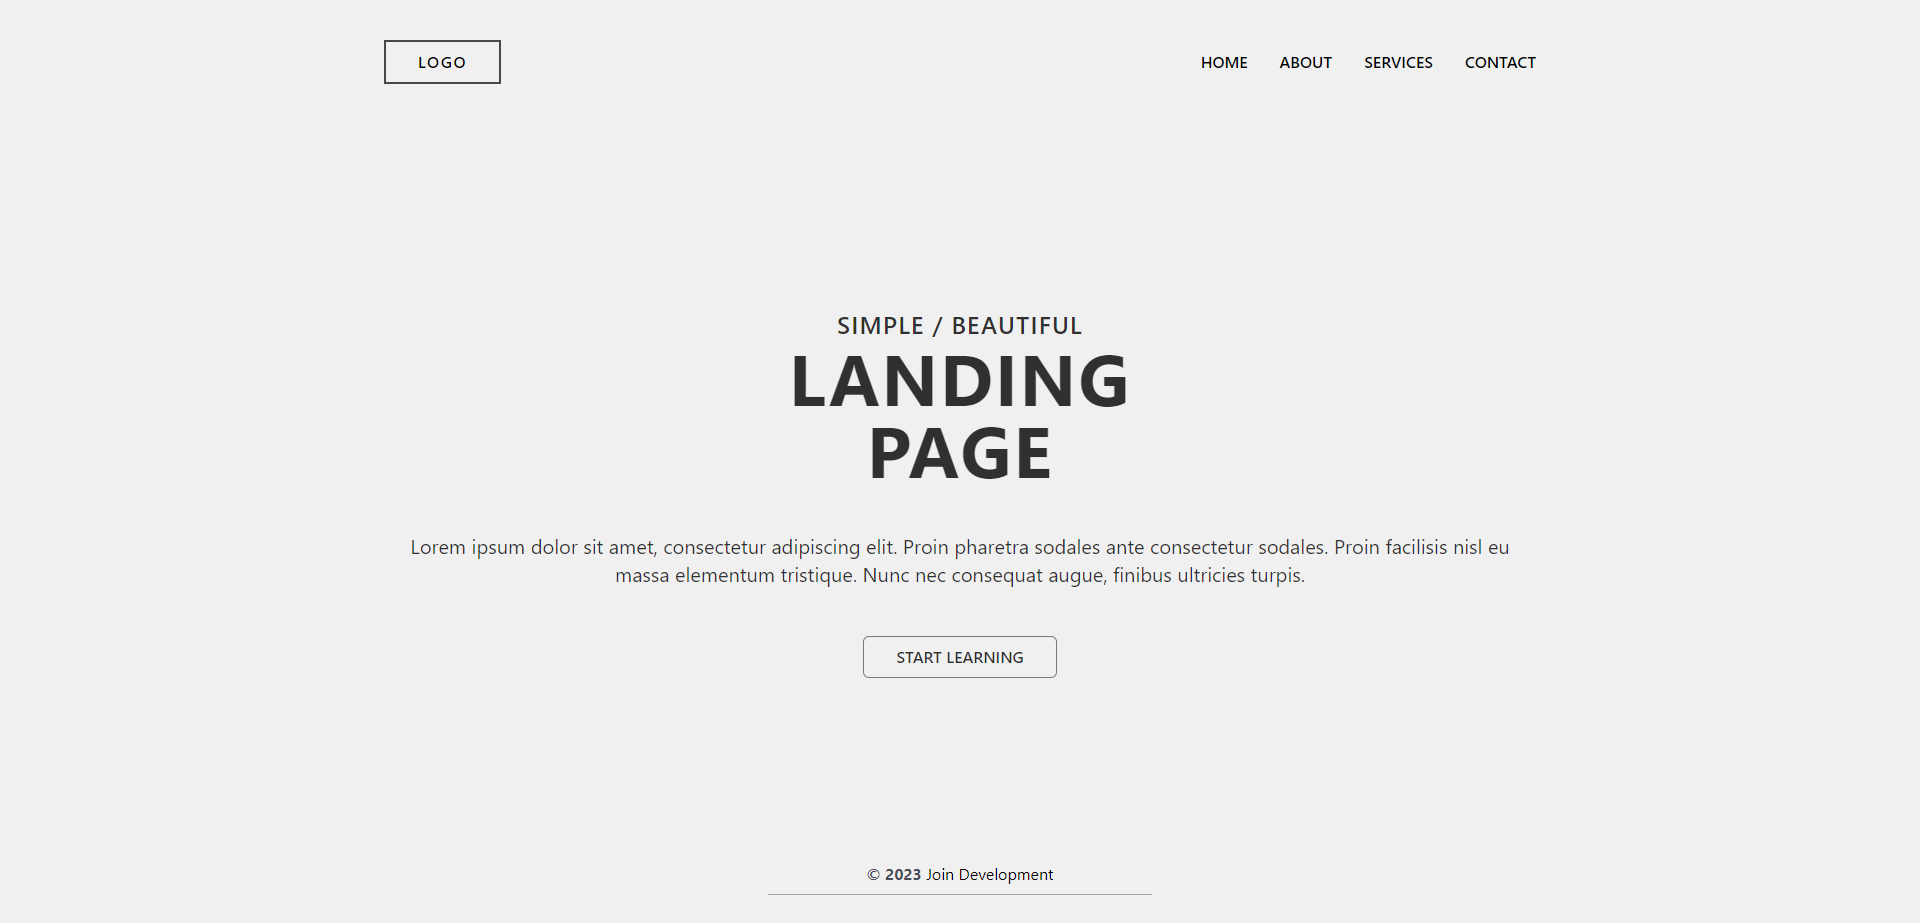 LOGO
HOME ABOUT SERVICES CONTACT
SIMPLE / BEAUTIFUL
LANDING
PAGE
Lorem ipsum dolor sit amet, consectetur adipiscing elit. Proin pharetra sodales ante consectetur sodales. Proin facilisis nisl eu
massa elementum tristique. Nunc nec consequat augue, finibus ultricies turpis.
START LEARNING
© 2023 Join Development